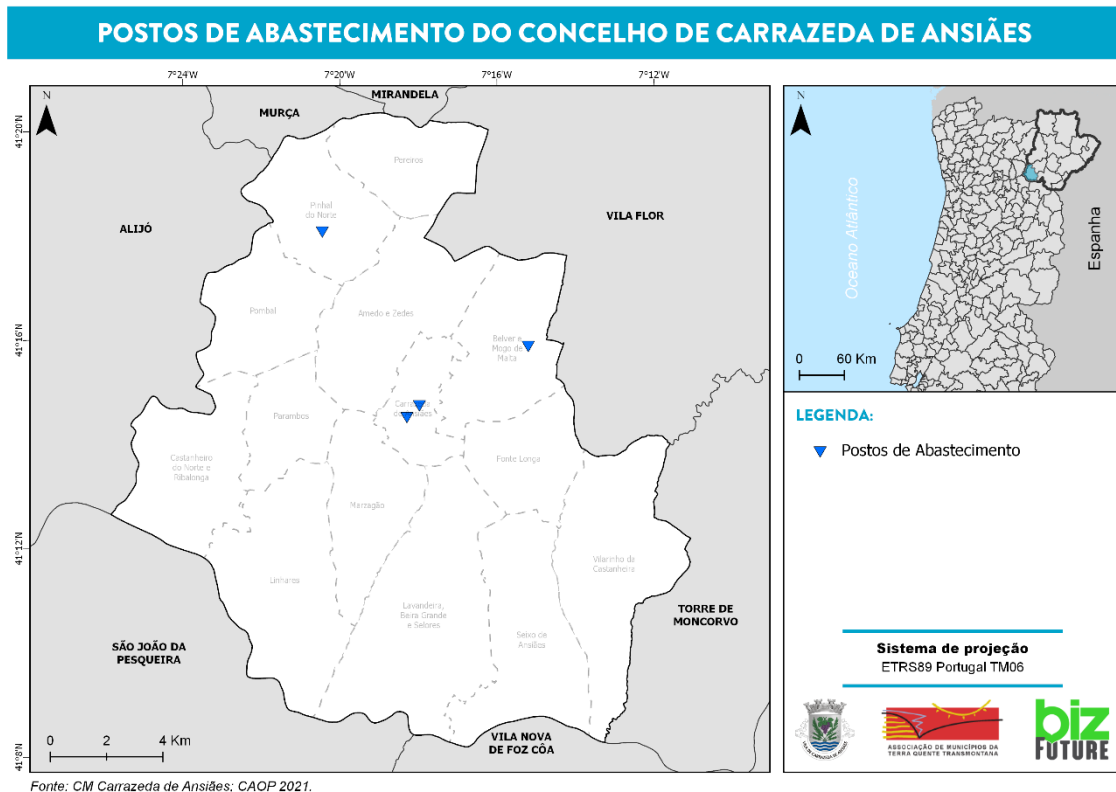 POSTOS DE ABASTECIMENTO DO CONCELHO DE CARRAZEDA DE ANSIÃES
7°24'W
7°20'W
7°16'W
7°12'W
41°20'N
41°16'N
41°12'N
41°8'N
N
MIRANDELA
MURÇA
Pereiros
Pinhal
do Norte
ALIJÓ
VILA FLOR
Pombal
Amedo e Zedes
Belver e
Mogo de
Malta
Carrazeda
de Ansiães
Parambos
Castanheiro
do Norte e
Ribalonga
Fonte Longa
Marzagão
Vilarinho da
Castanheira
Linhares
Lavandeira,
Beira Grande
e Selores
Seixo de
Ansiães
TORRE DE
MONCORVO
SÃO JOÃO DA
PESQUEIRA
VILA NOVA
DE FOZ CÔA
0 2 4 Km
N
Oceano Atlântico
Espanha
0 60 Km
LEGENDA:
Postos de Abastecimento
Sistema de projeção
ETRS89 Portugal TM06
ASSOCIAÇÃO DE MUNICÍPIOS DA
TERRA QUENTE TRANSMONTANA
biz
FUTURE
Fonte: CM Carrazeda de Ansiães; CAOP 2021.